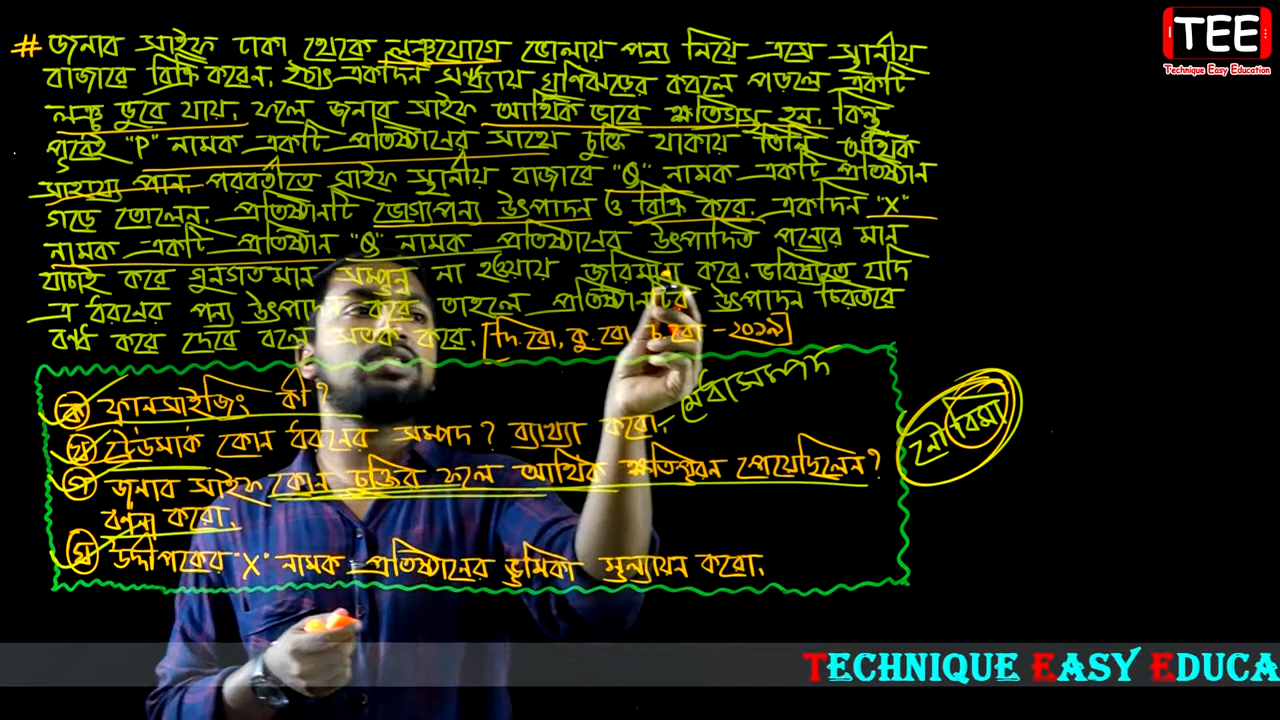 # জনাব সাইফ ঢাকা থেকে লঞ্চযোগে ভোলায় পন্য নিয়ে এসে স্থানীয়
বাজারে বিক্রি করেন. হঠাৎ একদিন সন্ধ্যায় ঘূণিঝড়ের কবলে পড়লে একটি
লঞ্চ ডুবে যায়. ফলে জনাব সাইফ আর্থিক ভাবে ক্ষতিগ্রস্থ হন. কিন্তু
পূর্বেই "P" নামক একটি প্রতিষ্ঠানের সাথে চুক্তি থাকায় তিনি আর্থিক
সাহায্য পান. পরবর্তীতে সাইফ স্থানীয় বাজারে "Q" নামক একটি প্রতিষ্ঠান
গড়ে তোলেন. প্রতিষ্ঠানটি ভোগ্যপন্য উৎপাদন ও বিক্রি করে. একদিন "X"
নামক একটি প্রতিষ্ঠান "Q" নামক প্রতিষ্ঠানের উৎপাদিত পন্যের মান
যাচাই করে গুনগতমান সম্পন্ন না হওয়ায় জরিমানা করে. ভবিষ্যতে যদি
এ ধরনের পন্য উৎপাদন করে তাহলে প্রতিষ্ঠানটির উৎপাদন চিরতরে
বন্ধ করে দেবে বলে সতর্ক করে. [দি. বো, কু. বো, চ. বো -২০১৯]
ক ফ্রানসাইজিং কী?
খ ট্রেডমার্ক কোন ধরনের সম্পদ? ব্যাখ্যা করো. মেধাসম্পদ
গ জনাব সাইফ কোন চুক্তির ফলে আর্থিক ক্ষতিপূরন পেয়েছিলেন?
বর্ণনা করো.
ঘ উদ্দীপকের "X" নামক প্রতিষ্ঠানের ভূমিকা মূল্যায়ন করো.
নৌ বিমা
TEE
Technique Easy Education
TECHNIQUE EASY EDUCA